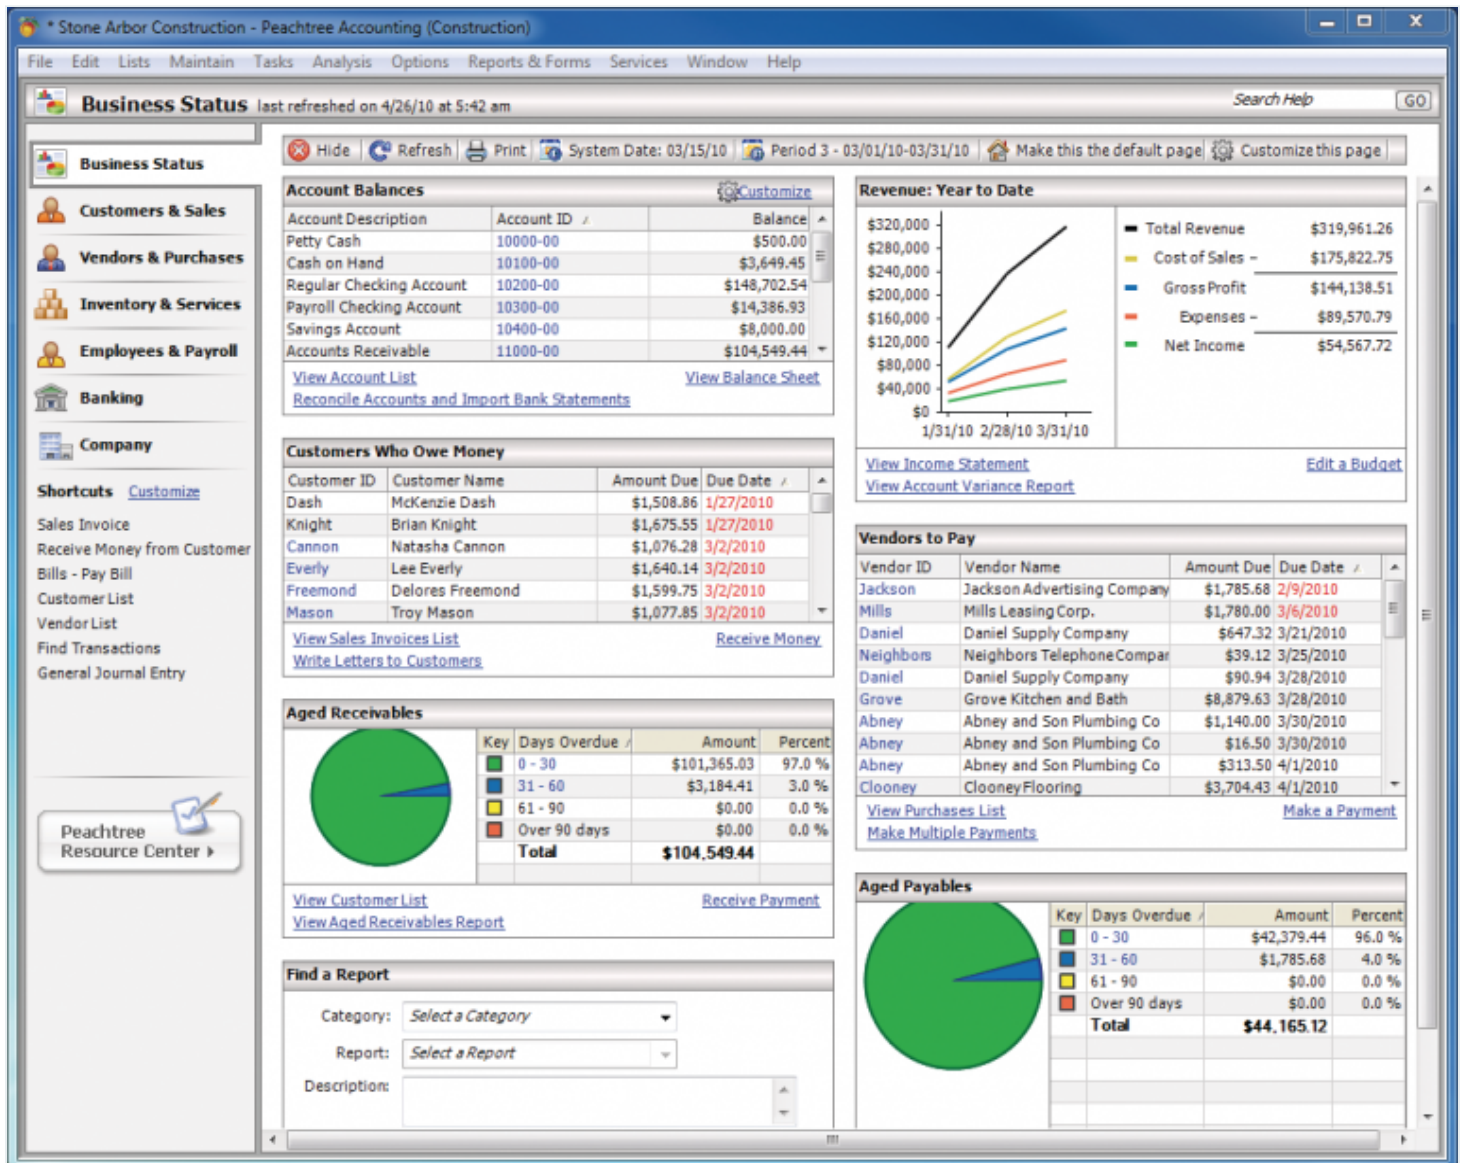 * Stone Arbor Construction - Peachtree Accounting (Construction)
File Edit Lists Maintain Tasks Analysis Options Reports & Forms Services Window Help
Business Status last refreshed on 4/26/10 at 5:42 am
Search Help GO
Business Status
Customers & Sales
Vendors & Purchases
Inventory & Services
Employees & Payroll
Banking
Company
Shortcuts Customize
Sales Invoice
Receive Money from Customer
Bills - Pay Bill
Customer List
Vendor List
Find Transactions
General Journal Entry
Peachtree
Resource Center
Hide Refresh Print System Date: 03/15/10 Period 3 - 03/01/10-03/31/10 Make this the default page Customize this page
Account Balances Customize
Account Description Account ID Balance
Petty Cash 10000-00 $500.00
Cash on Hand 10100-00 $3,649.45
Regular Checking Account 10200-00 $148,702.54
Payroll Checking Account 10300-00 $14,386.93
Savings Account 10400-00 $8,000.00
Accounts Receivable 11000-00 $104,549.44
View Account List View Balance Sheet
Reconcile Accounts and Import Bank Statements
Customers Who Owe Money
Customer ID Customer Name Amount Due Due Date
Dash McKenzie Dash $1,508.86 1/27/2010
Knight Brian Knight $1,675.55 1/27/2010
Cannon Natasha Cannon $1,076.28 3/2/2010
Everly Lee Everly $1,640.14 3/2/2010
Freemond Delores Freemond $1,599.75 3/2/2010
Mason Troy Mason $1,077.85 3/2/2010
View Sales Invoices List Receive Money
Write Letters to Customers
Aged Receivables
Key Days Overdue Amount Percent
0 - 30 $101,365.03 97.0 %
31 - 60 $3,184.41 3.0 %
61 - 90 $0.00 0.0 %
Over 90 days $0.00 0.0 %
Total $104,549.44
View Customer List Receive Payment
View Aged Receivables Report
Find a Report
Category: Select a Category
Report: Select a Report
Description:
Revenue: Year to Date
$320,000
$280,000
$240,000
$200,000
$160,000
$120,000
$80,000
$40,000
$0
1/31/10 2/28/10 3/31/10
Total Revenue $319,961.26
Cost of Sales - $175,822.75
Gross Profit $144,138.51
Expenses - $89,570.79
Net Income $54,567.72
View Income Statement Edit a Budget
View Account Variance Report
Vendors to Pay
Vendor ID Vendor Name Amount Due Due Date
Jackson Jackson Advertising Company $1,785.68 2/9/2010
Mills Mills Leasing Corp. $1,780.00 3/6/2010
Daniel Daniel Supply Company $647.32 3/21/2010
Neighbors Neighbors Telephone Compar $39.12 3/25/2010
Daniel Daniel Supply Company $90.94 3/28/2010
Grove Grove Kitchen and Bath $8,879.63 3/28/2010
Abney Abney and Son Plumbing Co $1,140.00 3/30/2010
Abney Abney and Son Plumbing Co $16.50 3/30/2010
Abney Abney and Son Plumbing Co $313.50 4/1/2010
Clooney Clooney Flooring $3,704.43 4/1/2010
View Purchases List Make a Payment
Make Multiple Payments
Aged Payables
Key Days Overdue Amount Percent
0 - 30 $42,379.44 96.0 %
31 - 60 $1,785.68 4.0 %
61 - 90 $0.00 0.0 %
Over 90 days $0.00 0.0 %
Total $44,165.12